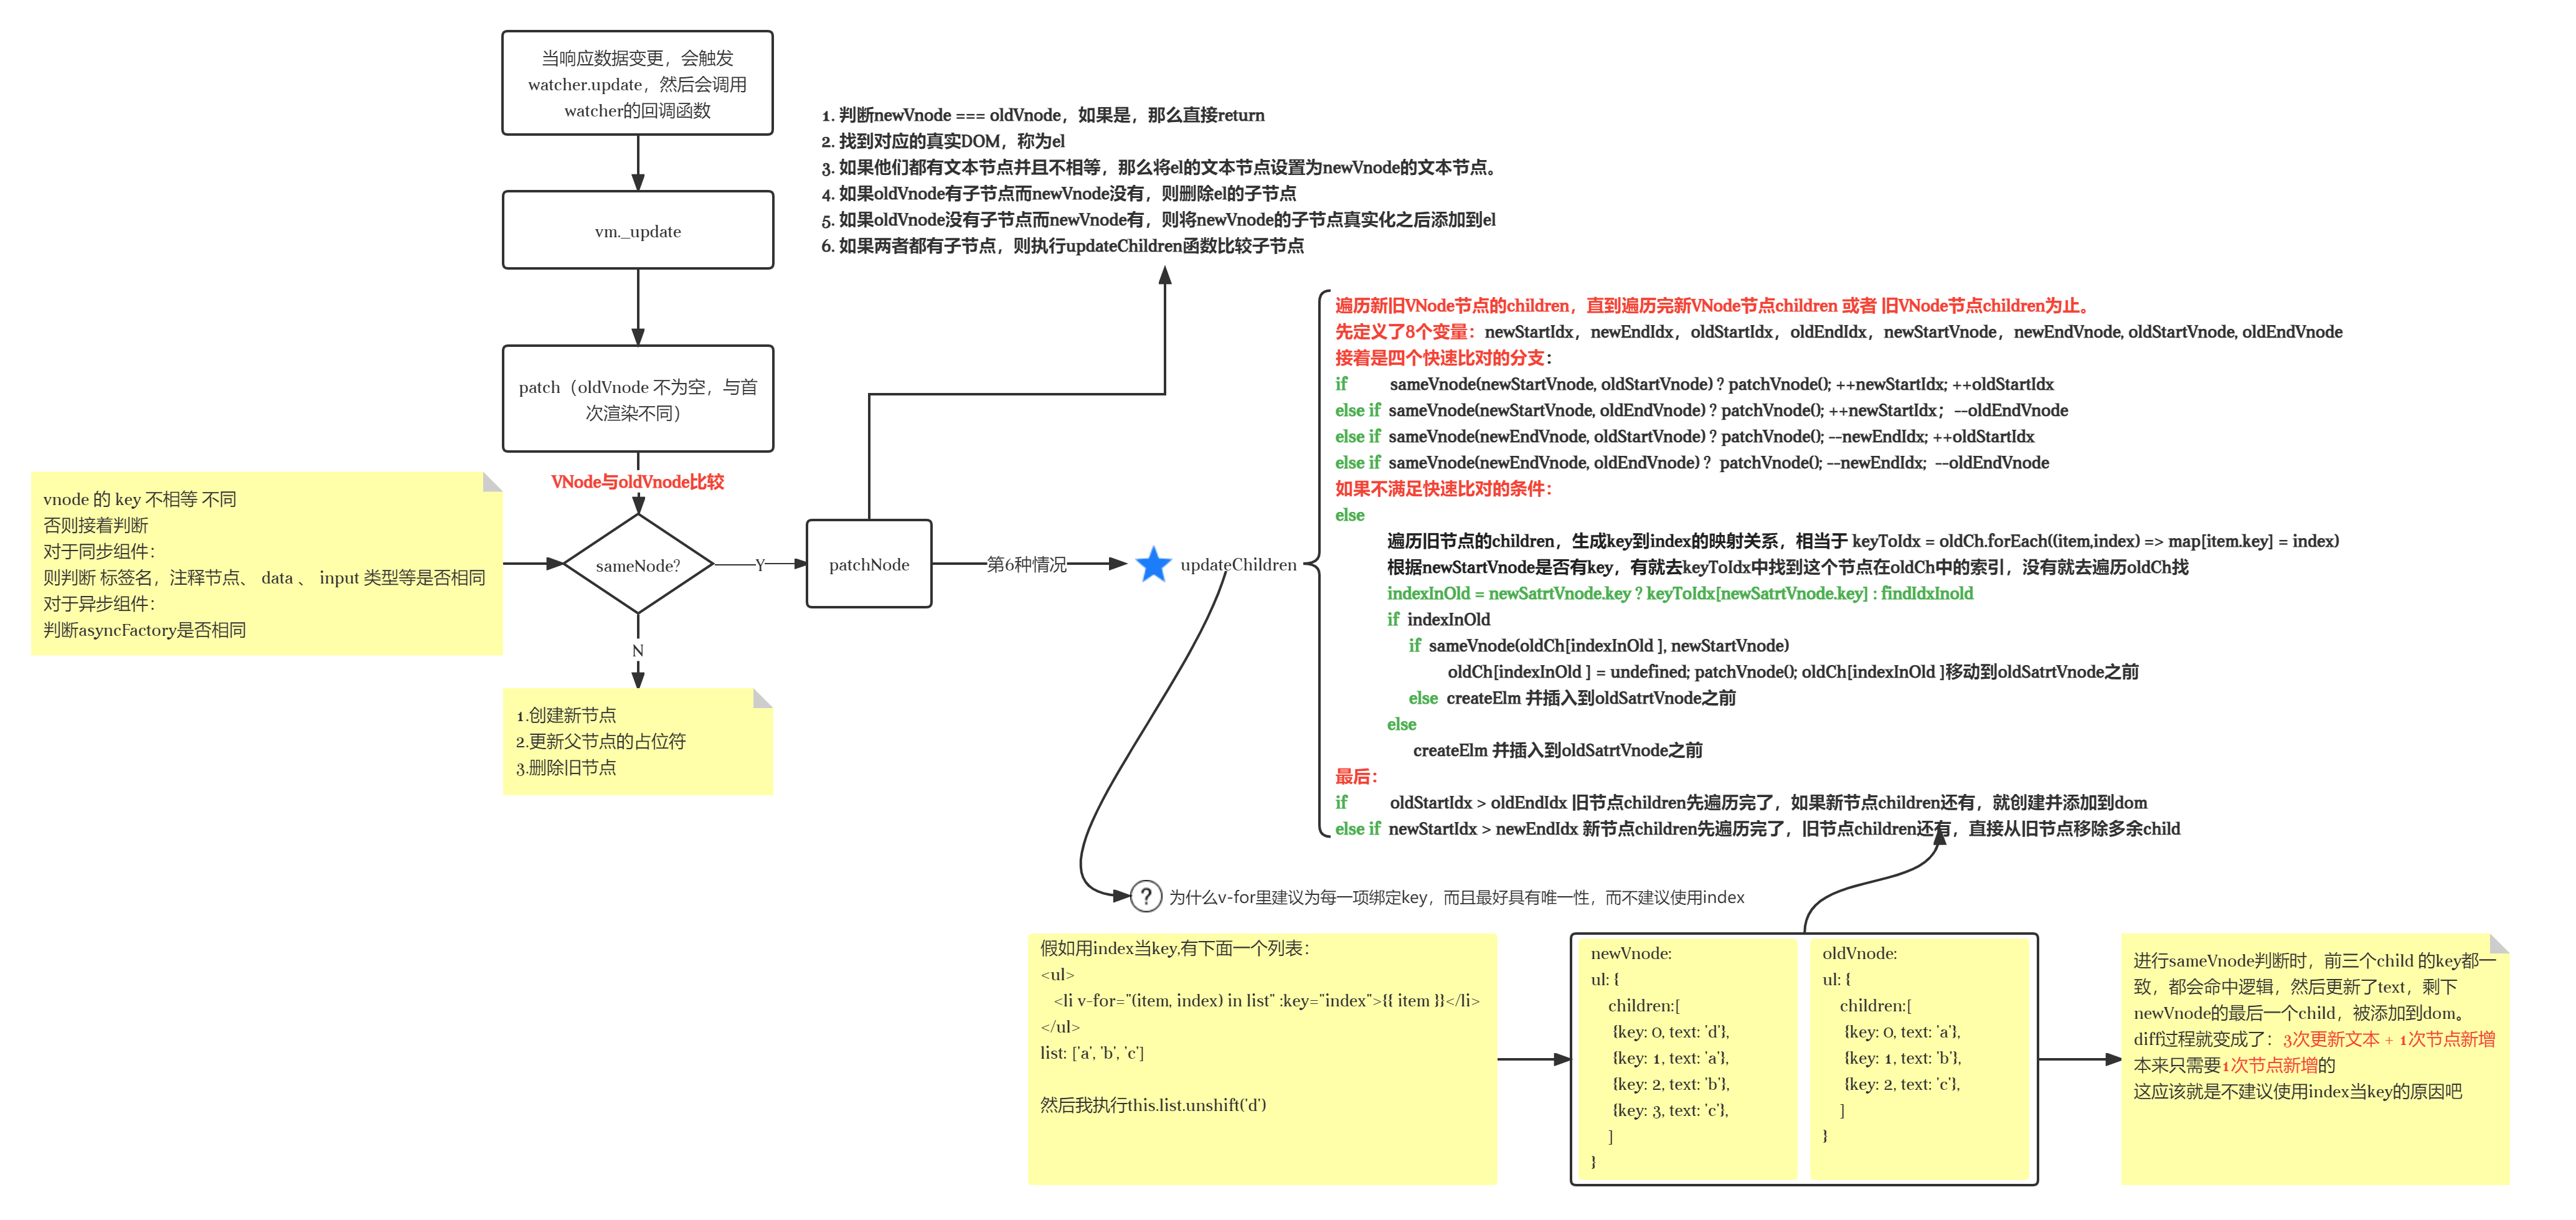 当响应数据变更，会触发
watcher.update，然后会调用
watcher的回调函数
vm._update
patch（oldVnode 不为空，与首
次渲染不同）
VNode与oldVnode比较
vnode 的 key 不相等 不同
否则接着判断
对于同步组件：
则判断 标签名，注释节点、 data 、 input 类型等是否相同
对于异步组件：
判断asyncFactory是否相同
sameNode?
Y
N
1.创建新节点
2.更新父节点的占位符
3.删除旧节点
patchNode
1. 判断newVnode === oldVnode，如果是，那么直接return
2. 找到对应的真实DOM，称为el
3. 如果他们都有文本节点并且不相等，那么将el的文本节点设置为newVnode的文本节点。
4. 如果oldVnode有子节点而newVnode没有，则删除el的子节点
5. 如果oldVnode没有子节点而newVnode有，则将newVnode的子节点真实化之后添加到el
6. 如果两者都有子节点，则执行updateChildren函数比较子节点
第6种情况
updateChildren
遍历新旧VNode节点的children，直到遍历完新VNode节点children 或者 旧VNode节点children为止。
先定义了8个变量：newStartIdx，newEndIdx，oldStartIdx，oldEndIdx，newStartVnode，newEndVnode, oldStartVnode, oldEndVnode
接着是四个快速比对的分支：
if sameVnode(newStartVnode, oldStartVnode) ? patchVnode(); ++newStartIdx; ++oldStartIdx
else if sameVnode(newStartVnode, oldEndVnode) ? patchVnode(); ++newStartIdx；--oldEndVnode
else if sameVnode(newEndVnode, oldStartVnode) ? patchVnode(); --newEndIdx; ++oldStartIdx
else if sameVnode(newEndVnode, oldEndVnode) ? patchVnode(); --newEndIdx; --oldEndVnode
如果不满足快速比对的条件：
else
遍历旧节点的children，生成key到index的映射关系，相当于 keyToIdx = oldCh.forEach((item,index) => map[item.key] = index)
根据newStartVnode是否有key，有就去keyToIdx中找到这个节点在oldCh中的索引，没有就去遍历oldCh找
indexInOld = newSatrtVnode.key ? keyToIdx[newSatrtVnode.key] : findIdxInold
if indexInOld
if sameVnode(oldCh[indexInOld ], newStartVnode)
oldCh[indexInOld ] = undefined; patchVnode(); oldCh[indexInOld ]移动到oldSatrtVnode之前
else createElm 并插入到oldSatrtVnode之前
else
createElm 并插入到oldSatrtVnode之前
最后：
if oldStartIdx > oldEndIdx 旧节点children先遍历完了，如果新节点children还有，就创建并添加到dom
else if newStartIdx > newEndIdx 新节点children先遍历完了，旧节点children还有，直接从旧节点移除多余child
? 为什么v-for里建议为每一项绑定key，而且最好具有唯一性，而不建议使用index
假如用index当key,有下面一个列表：
<ul>
<li v-for="(item, index) in list" :key="index">{{ item }}</li>
</ul>
list: ['a', 'b', 'c']
然后我执行this.list.unshift('d')
newVnode:
ul: {
children:[
{key: 0, text: 'd'},
{key: 1, text: 'a'},
{key: 2, text: 'b'},
{key: 3, text: 'c'},
]
}
oldVnode:
ul: {
children:[
{key: 0, text: 'a'},
{key: 1, text: 'b'},
{key: 2, text: 'c'},
]
}
进行sameVnode判断时，前三个child 的key都一
致，都会命中逻辑，然后更新了text，剩下
newVnode的最后一个child，被添加到dom。
diff过程就变成了：3次更新文本 + 1次节点新增
本来只需要1次节点新增的
这应该就是不建议使用index当key的原因吧